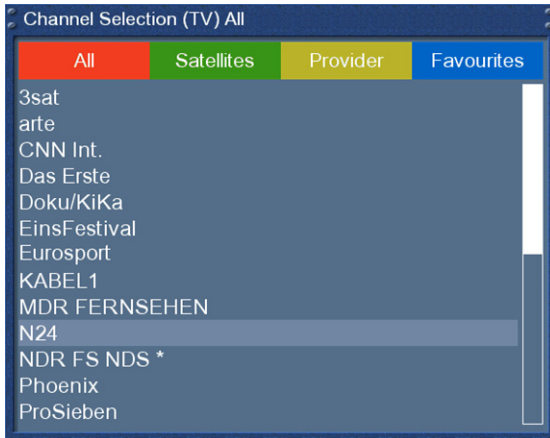 Channel Selection (TV) All
All Satellites Provider Favourites
3sat
arte
CNN Int.
Das Erste
Doku/KiKa
EinsFestival
Eurosport
KABEL1
MDR FERNSEHEN
N24
NDR FS NDS *
Phoenix
ProSieben